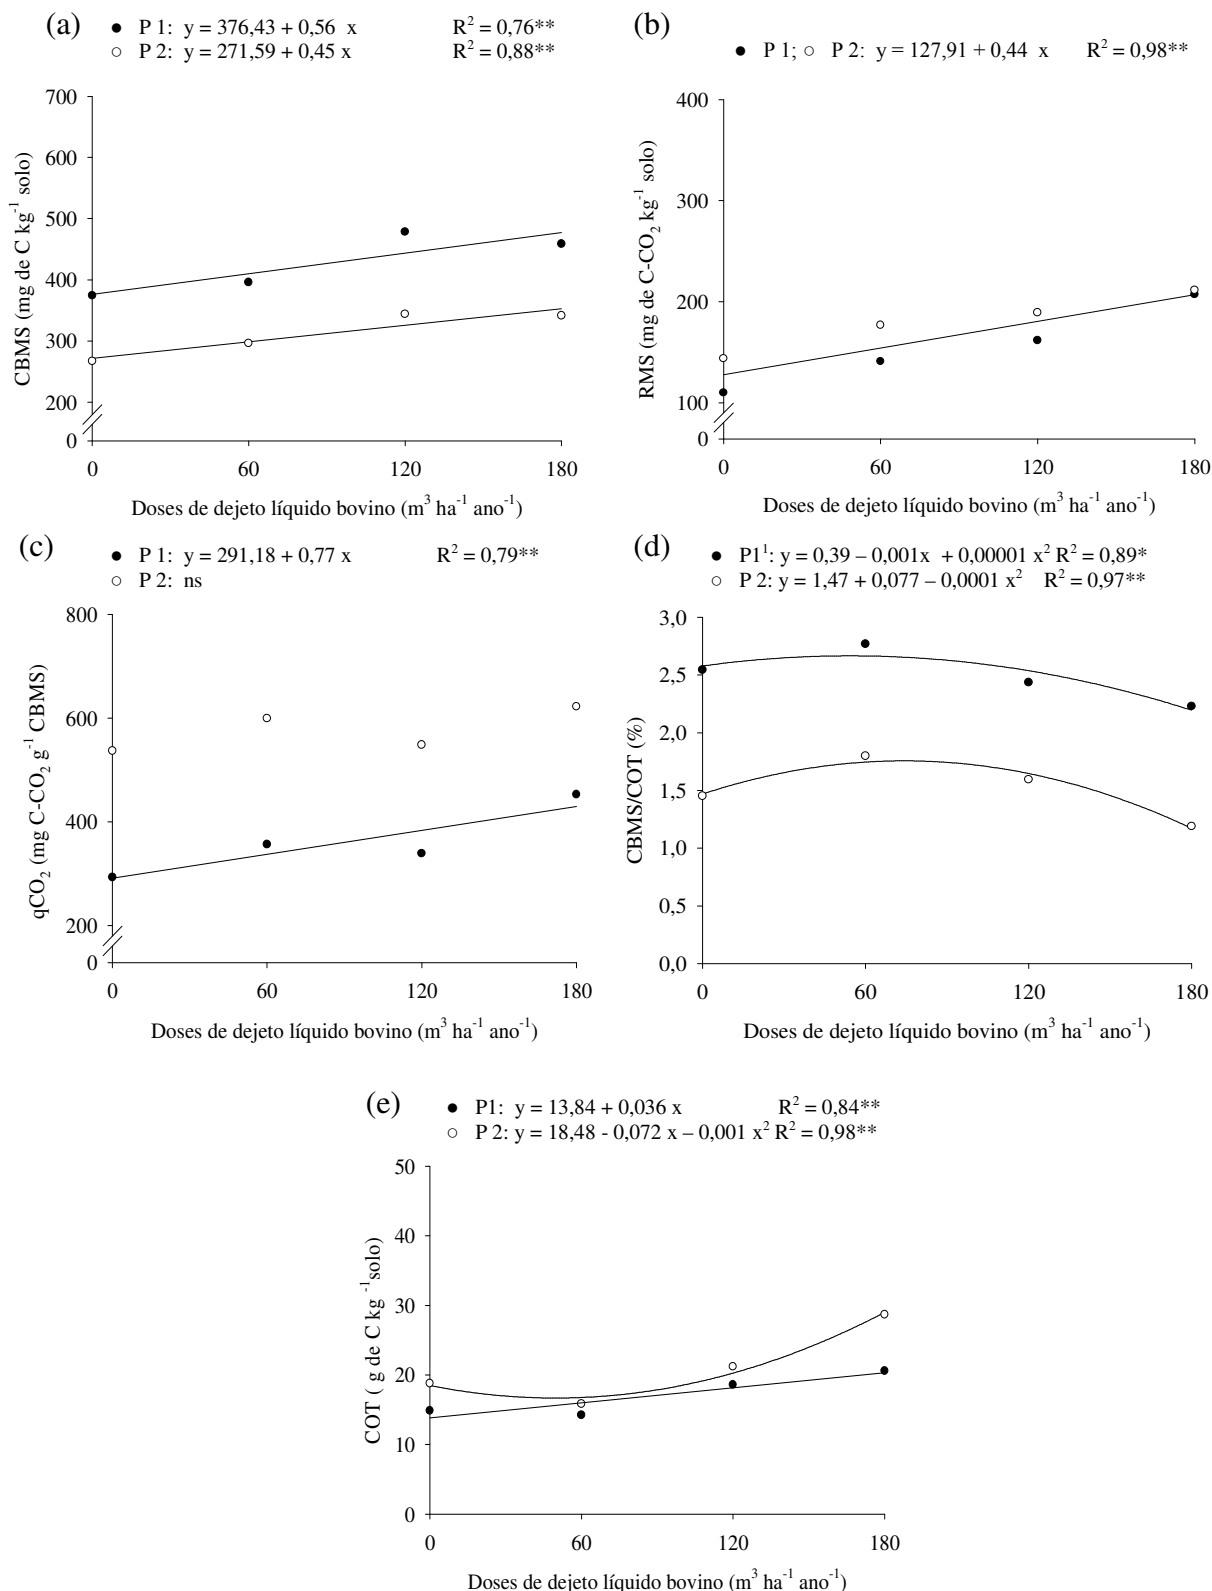 (a)
● P 1: y = 376,43 + 0,56 x R² = 0,76**
○ P 2: y = 271,59 + 0,45 x R² = 0,88**
700
600
500
400
300
200
0
CBMS (mg de C kg⁻¹ solo)
0 60 120 180
Doses de dejeto líquido bovino (m³ ha⁻¹ ano⁻¹)
(b)
● P 1; ○ P 2: y = 127,91 + 0,44 x R² = 0,98**
400
300
200
100
0
RMS (mg de C-CO₂ kg⁻¹ solo)
0 60 120 180
Doses de dejeto líquido bovino (m³ ha⁻¹ ano⁻¹)
(c)
● P 1: y = 291,18 + 0,77 x R² = 0,79**
○ P 2: ns
800
600
400
200
0
qCO₂ (mg C-CO₂ g⁻¹ CBMS)
0 60 120 180
Doses de dejeto líquido bovino (m³ ha⁻¹ ano⁻¹)
(d)
● P1¹: y = 0,39 – 0,001x + 0,00001 x² R² = 0,89*
○ P 2: y = 1,47 + 0,077 – 0,0001 x² R² = 0,97**
3,0
2,5
2,0
1,5
1,0
0,5
0,0
CBMS/COT (%)
0 60 120 180
Doses de dejeto líquido bovino (m³ ha⁻¹ ano⁻¹)
(e)
● P1: y = 13,84 + 0,036 x R² = 0,84**
○ P 2: y = 18,48 - 0,072 x – 0,001 x² R² = 0,98**
50
40
30
20
10
0
COT ( g de C kg ⁻¹ solo)
0 60 120 180
Doses de dejeto líquido bovino (m³ ha⁻¹ ano⁻¹)